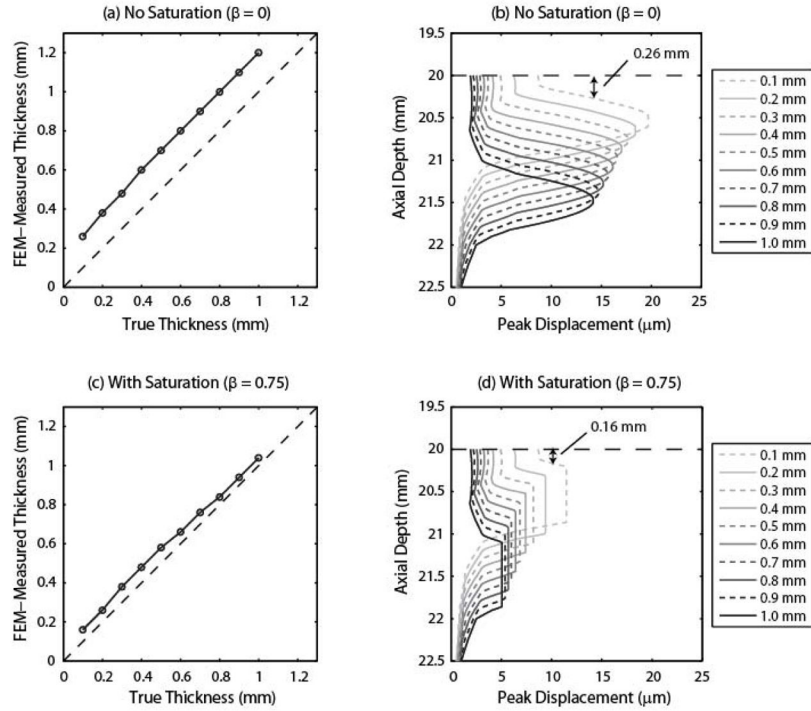 (a) No Saturation (β = 0)
FEM–Measured Thickness (mm)
1.2
1
0.8
0.6
0.4
0.2
0
0 0.2 0.4 0.6 0.8 1 1.2
True Thickness (mm)
(b) No Saturation (β = 0)
0.26 mm
Axial Depth (mm)
19.5
20
20.5
21
21.5
22
22.5
0 5 10 15 20 25
Peak Displacement (μm)
0.1 mm
0.2 mm
0.3 mm
0.4 mm
0.5 mm
0.6 mm
0.7 mm
0.8 mm
0.9 mm
1.0 mm
(c) With Saturation (β = 0.75)
FEM–Measured Thickness (mm)
1.2
1
0.8
0.6
0.4
0.2
0
0 0.2 0.4 0.6 0.8 1 1.2
True Thickness (mm)
(d) With Saturation (β = 0.75)
0.16 mm
Axial Depth (mm)
19.5
20
20.5
21
21.5
22
22.5
0 5 10 15 20 25
Peak Displacement (μm)
0.1 mm
0.2 mm
0.3 mm
0.4 mm
0.5 mm
0.6 mm
0.7 mm
0.8 mm
0.9 mm
1.0 mm